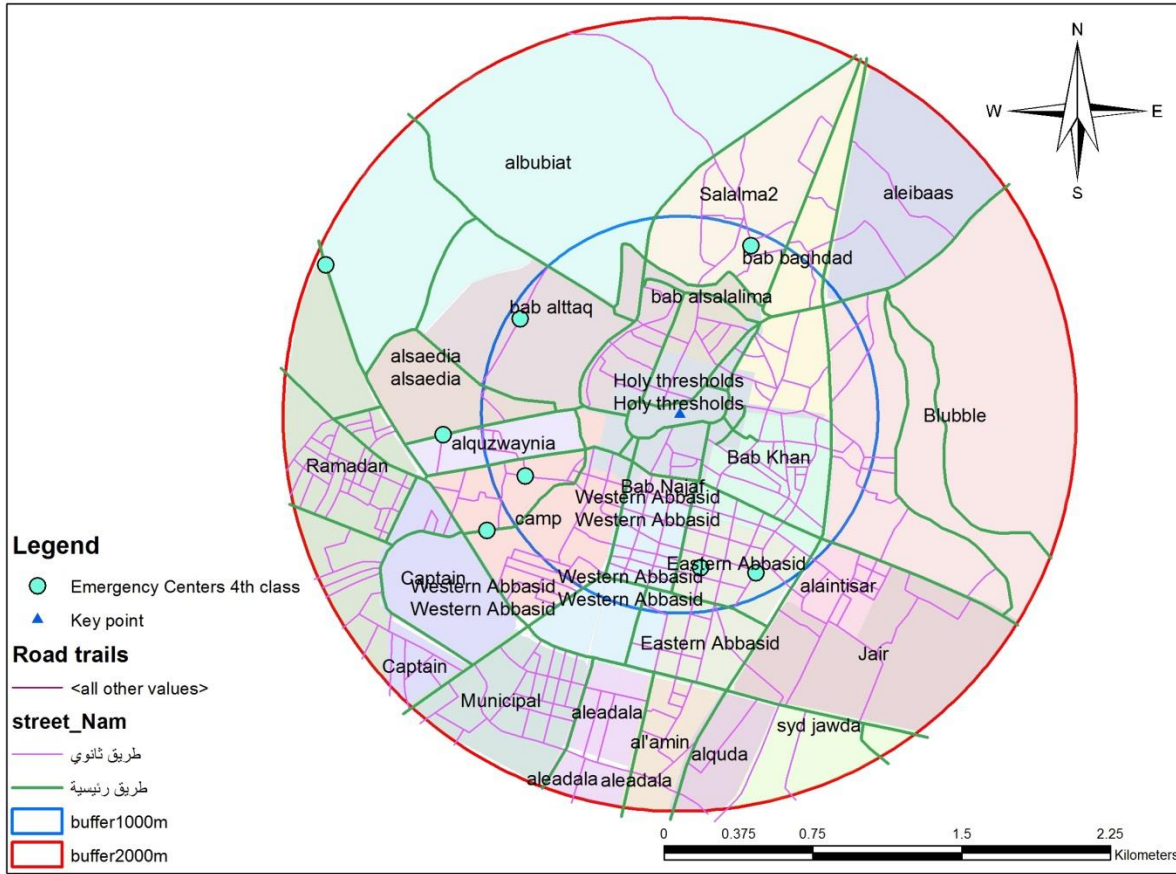 N
W
E
S
albubiat
Salalma2
aleibaas
bab baghdad
bab alsalalima
bab alttaq
alsaedia
alsaedia
Holy thresholds
Holy thresholds
Blubble
alquzwaynia
Ramadan
Bab Khan
Bab Najaf
Western Abbasid
Western Abbasid
camp
Eastern Abbasid
Captain
Western Abbasid
Western Abbasid
Western Abbasid
Western Abbasid
alaintisar
Eastern Abbasid
Jair
Captain
Municipal
aleadala
syd jawda
al'amin
alquda
aleadala
aleadala
Legend
Emergency Centers 4th class
Key point
Road trails
<all other values>
street_Nam
طريق ثانوي
طريق رئيسية
buffer1000m
buffer2000m
0 0.375 0.75 1.5 2.25
Kilometers